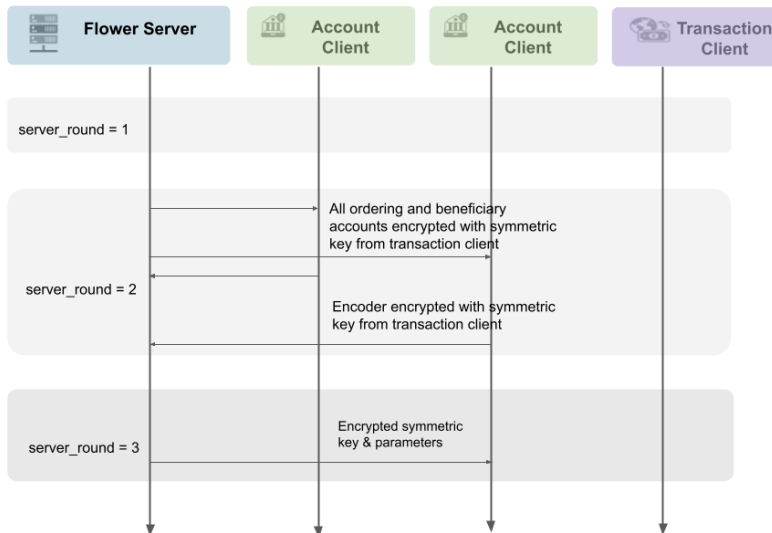 Flower Server
Account
Client
Account
Client
Transaction
Client
server_round = 1
All ordering and beneficiary
accounts encrypted with symmetric
key from transaction client
server_round = 2
Encoder encrypted with symmetric
key from transaction client
Encrypted symmetric
key & parameters
server_round = 3